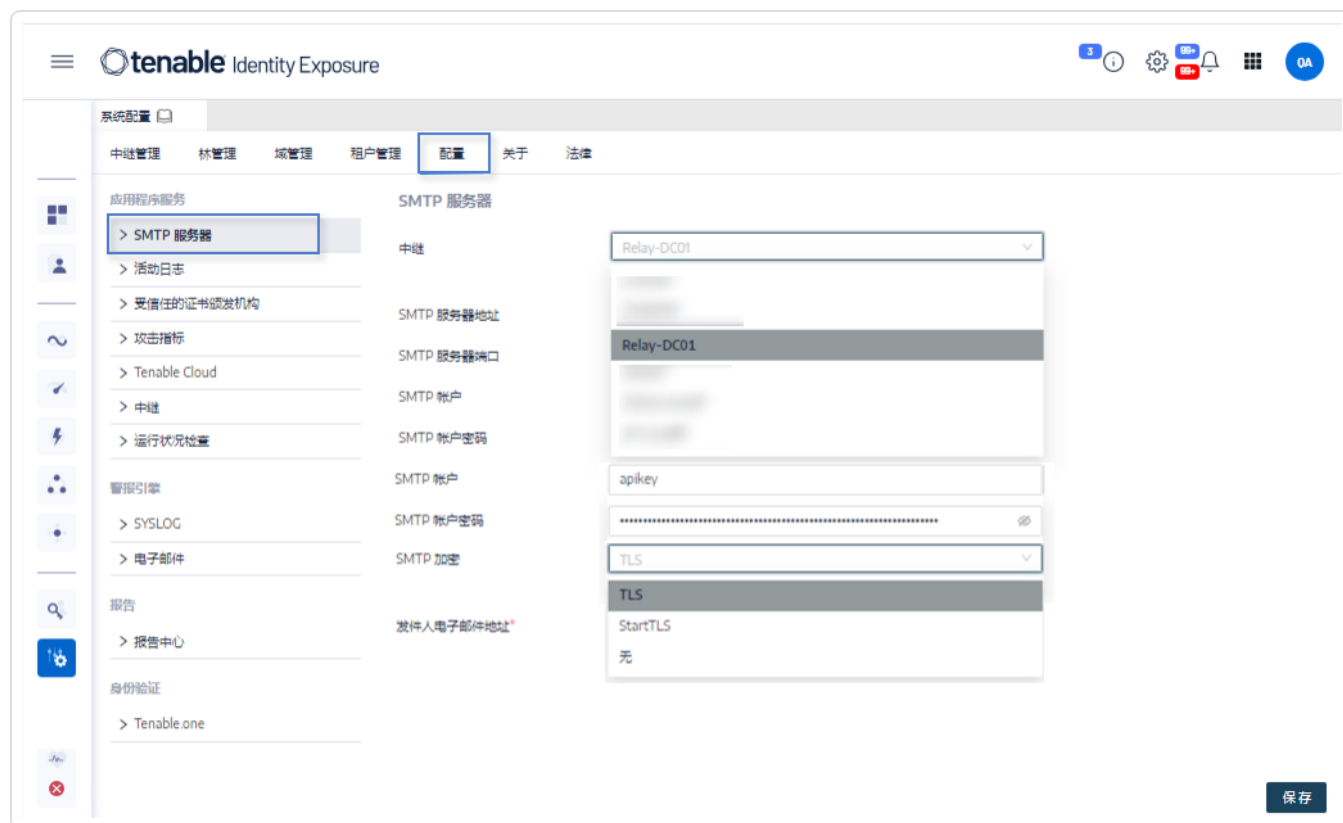 tenable Identity Exposure
3
99+
99+
QA
系统配置
中继管理 林管理 域管理 租户管理 配置 关于 法律
应用程序服务
SMTP 服务器
活动日志
受信任的证书颁发机构
攻击指标
Tenable Cloud
中继
运行状况检查
警报引擎
SYSLOG
电子邮件
报告
报告中心
身份验证
Tenable.one
SMTP 服务器
中继
Relay-DC01
SMTP 服务器地址
Relay-DC01
SMTP 服务器端口
SMTP 帐户
SMTP 帐户密码
SMTP 帐户
apikey
SMTP 帐户密码
SMTP 加密
TLS
TLS
发件人电子邮件地址*
StartTLS
无
保存